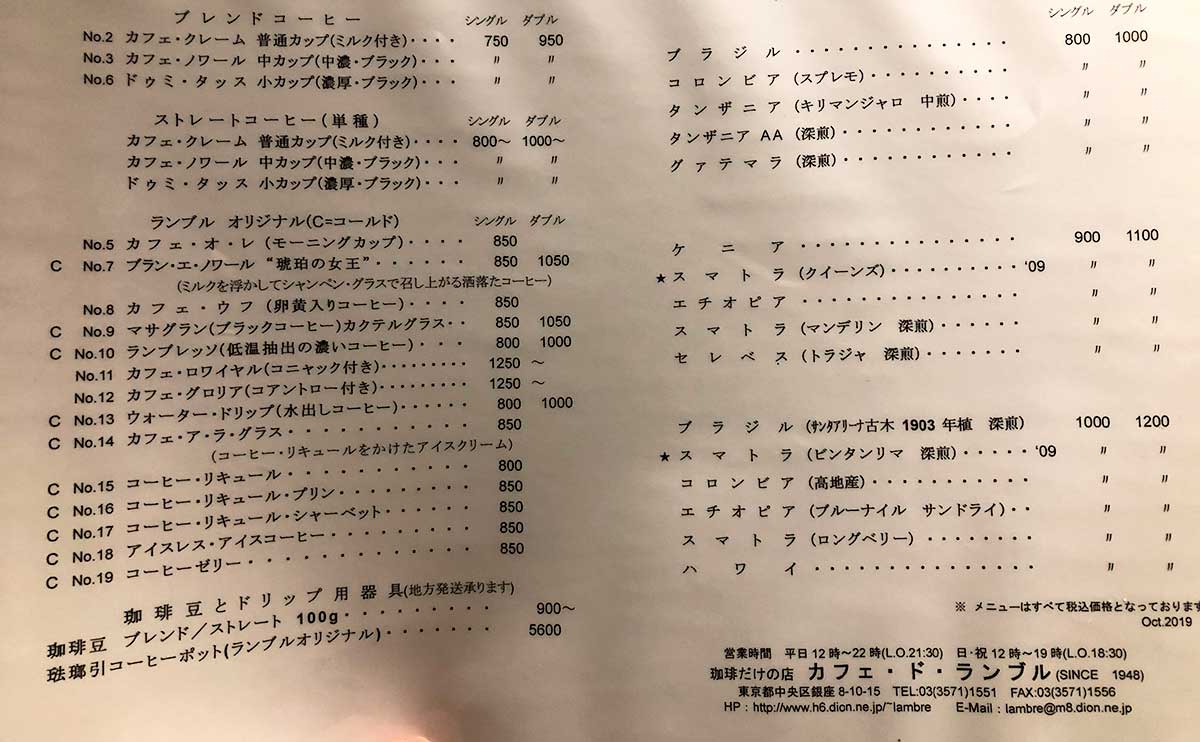 ブレンドコーヒー シングル ダブル
No.2 カフェ・クレーム 普通カップ(ミルク付き)・・・・ 750 950
No.3 カフェ・ノワール 中カップ(中濃・ブラック)・・・・ 〃 〃
No.6 ドゥミ・タッス 小カップ(濃厚・ブラック)・・・・ 〃 〃
ストレートコーヒー(単種) シングル ダブル
カフェ・クレーム 普通カップ(ミルク付き)・・・ 800～ 1000～
カフェ・ノワール 中カップ(中濃・ブラック)・・・ 〃 〃
ドゥミ・タッス 小カップ(濃厚・ブラック)・・・ 〃 〃
ランブル オリジナル(C=コールド) シングル ダブル
No.5 カフェ・オ・レ (モーニングカップ)・・・・ 850
C No.7 ブラン・エ・ノワール “琥珀の女王”・・・・・・ 850 1050
(ミルクを浮かしてシャンペン・グラスで召し上がる洒落たコーヒー)
No.8 カフェ・ウフ (卵黄入りコーヒー)・・・・ 850
C No.9 マサグラン(ブラックコーヒー)カクテルグラス・・ 850 1050
C No.10 ランブレッソ(低温抽出の濃いコーヒー)・・・・ 800 1000
No.11 カフェ・ロワイヤル(コニャック付き)・・・・・・・・・ 1250 ～
No.12 カフェ・グロリア(コアントロー付き)・・・・・・・・・ 1250 ～
C No.13 ウォーター・ドリップ(水出しコーヒー)・・・・・ 800 1000
C No.14 カフェ・ア・ラ・グラス・・・・・・・・・・・ 850
(コーヒー・リキュールをかけたアイスクリーム)
C No.15 コーヒー・リキュール・・・・・・・・・・・ 800
C No.16 コーヒー・リキュール・プリン・・・・・・・・ 850
C No.17 コーヒー・リキュール・シャーベット・・・・・・ 850
C No.18 アイスレス・アイスコーヒー・・・・・・・・ 850
C No.19 コーヒーゼリー・・・・・・・・・・・・・ 850
珈琲豆とドリップ用器具(地方発送承ります)
珈琲豆 ブレンド／ストレート 100g・・・・・・・・・ 900～
琺瑯引コーヒーポット(ランブルオリジナル)・・・・・・・ 5600
シングル ダブル
ブラジル・・・・・・・・・・・・・・・ 800 1000
コロンビア(スプレモ)・・・・・・・・・・ 〃 〃
タンザニア(キリマンジャロ 中煎)・・・・ 〃 〃
タンザニアAA(深煎)・・・・・・・・・・・・ 〃 〃
グァテマラ(深煎)・・・・・・・・・・・・ 〃 〃
ケニア・・・・・・・・・・・・・・・ 900 1100
★スマトラ(クイーンズ)・・・・・・・・・・‘09 〃 〃
エチオピア・・・・・・・・・・・・・・・ 〃 〃
スマトラ(マンデリン 深煎)・・・・・・ 〃 〃
セレベス(トラジャ 深煎)・・・・・・・ 〃 〃
ブラジル(ｻﾝﾀｱﾘｰﾅ古木 1903 年植 深煎) 1000 1200
★スマトラ(ビンタンリマ 深煎)・・・・・‘09 〃 〃
コロンビア(高地産)・・・・・・・・・・・ 〃 〃
エチオピア(ブルーナイル サンドライ)・・ 〃 〃
スマトラ(ロングベリー)・・・・・・・・ 〃 〃
ハワイ・・・・・・・・・・・・・・・ 〃 〃
※ メニューはすべて税込価格となっております
Oct.2019
営業時間 平日12時～22時(L.O.21:30) 日・祝12時～19時(L.O.18:30)
珈琲だけの店 カフェ・ド・ランブル(SINCE 1948)
東京都中央区銀座8-10-15 TEL:03(3571)1551 FAX:03(3571)1556
HP：http://www.h6.dion.ne.jp/~lambre E-Mail：lambre@m8.dion.ne.jp